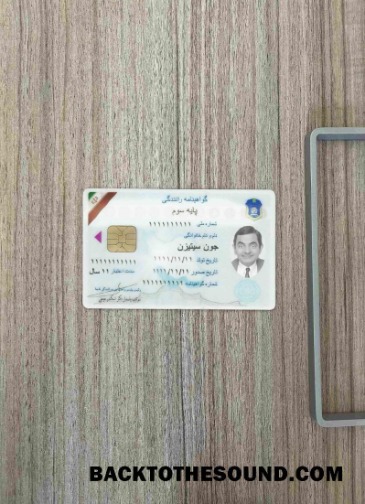 گواهینامه رانندگی
پایه سوم
شماره ملی ۱۱۱۱۱۱۱۱۱۱
نام و نام خانوادگی
جون سیتیزن
تاریخ تولد ۱۱۱۱/۱۱/۱۱
تاریخ صدور ۱۱۱۱/۱۱/۱۱
مدت اعتبار ۱۱ سال
شماره گواهینامه ۱۱۱۱۱۱۱۱۱۱
BACKTOTHESOUND.COM